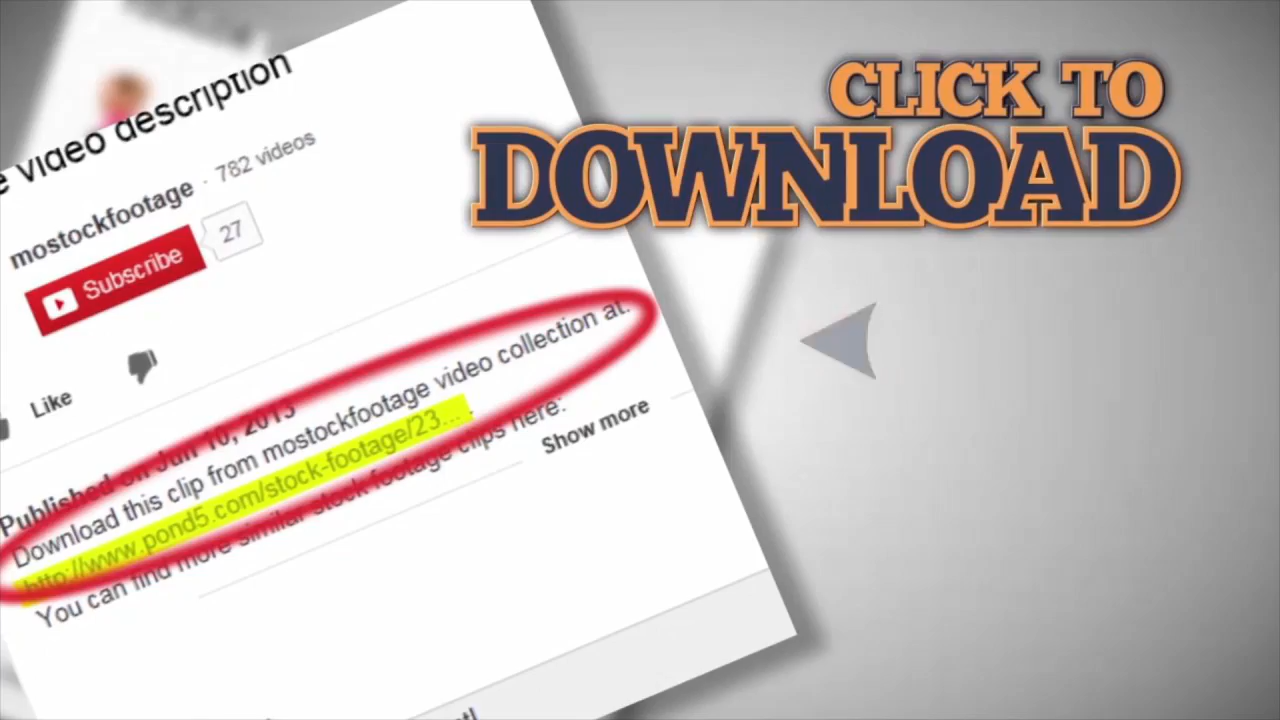 CLICK TO
DOWNLOAD
video description
mostockfootage · 782 videos
Subscribe 27
Like
Published on Jun 10, 2013
Download this clip from mostockfootage video collection at:
http://www.pond5.com/stock-footage/23... .
You can find more similar stock footage clips here:
Show more